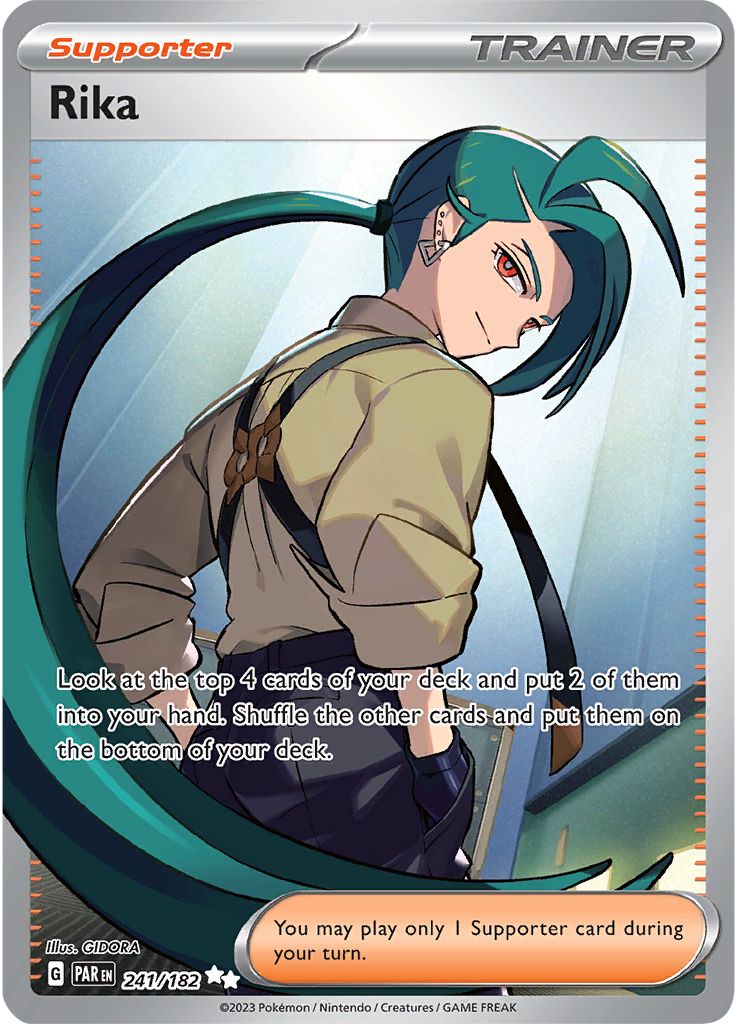 Supporter
TRAINER
Rika
Look at the top 4 cards of your deck and put 2 of them
into your hand. Shuffle the other cards and put them on
the bottom of your deck.
You may play only 1 Supporter card during
your turn.
Illus. GIDORA
G PAR EN 241/182
©2023 Pokémon / Nintendo / Creatures / GAME FREAK